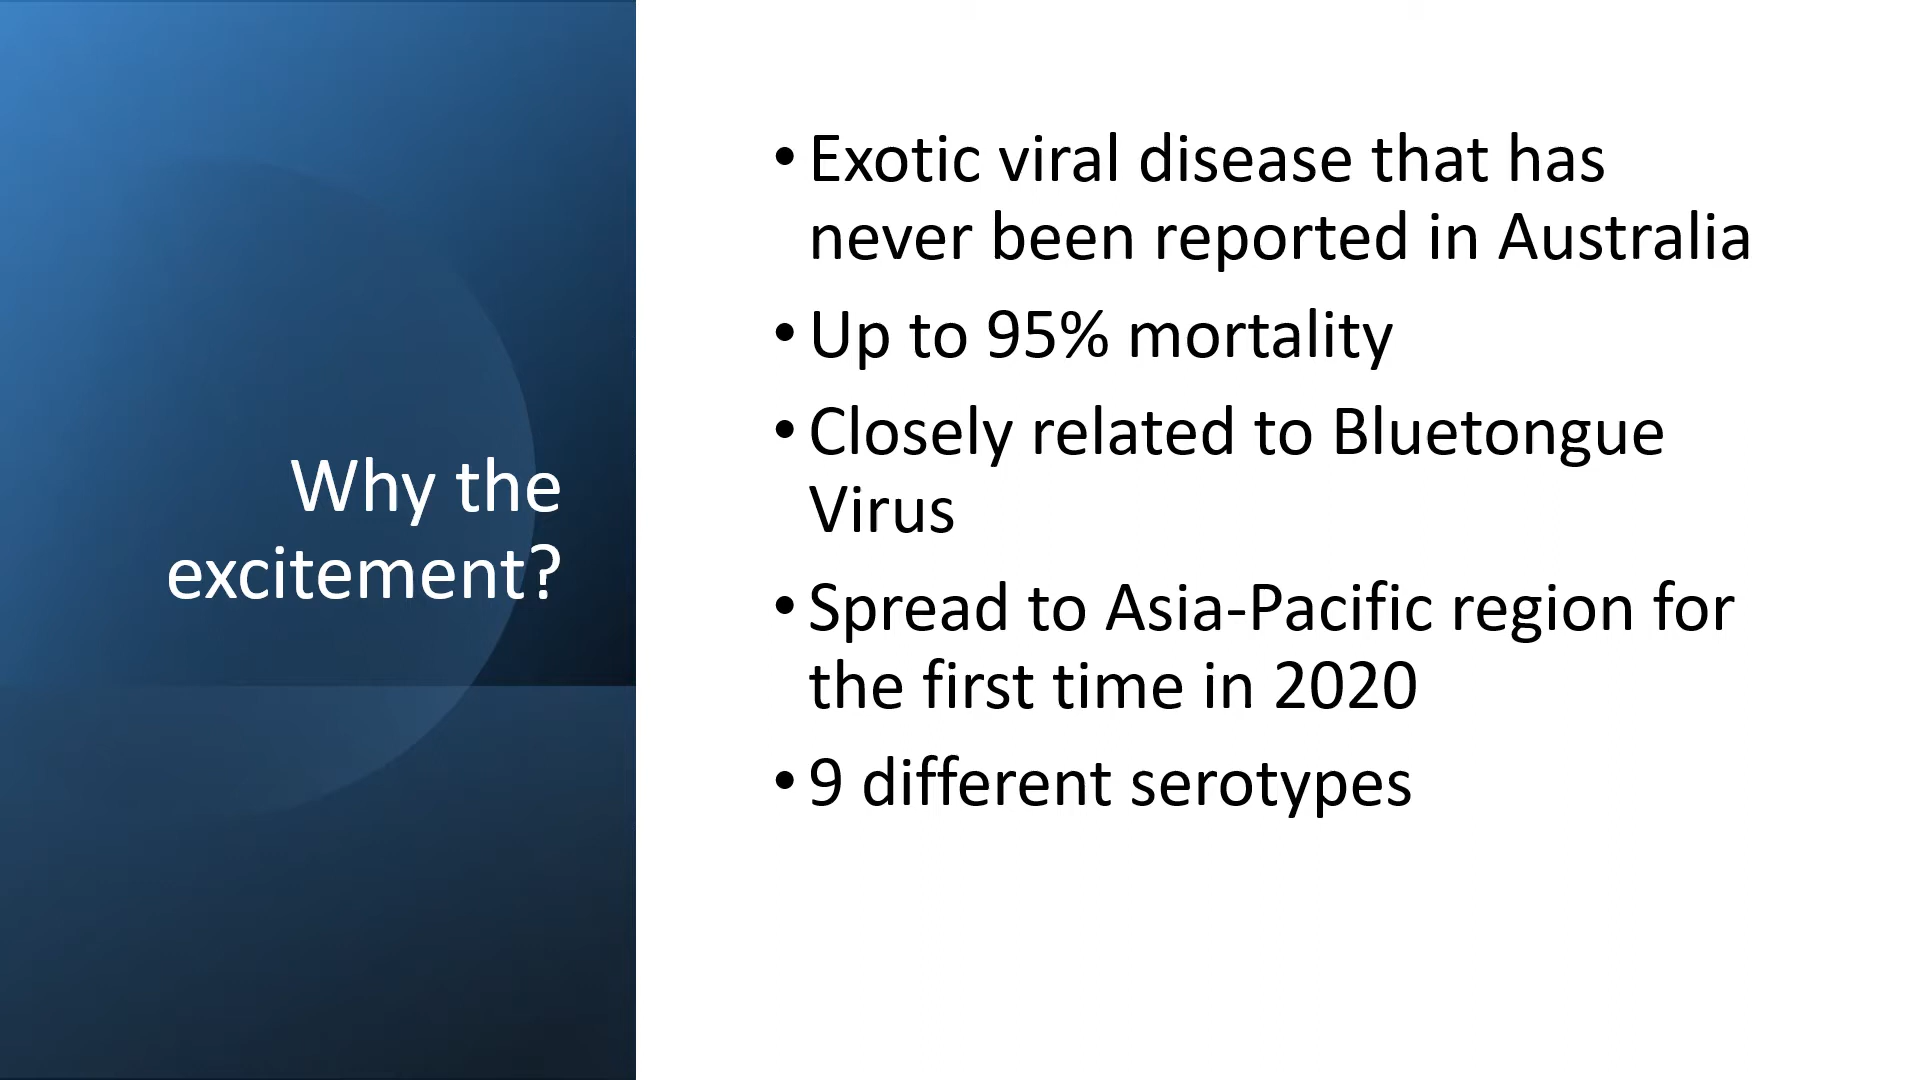 Why the
excitement?
• Exotic viral disease that has
never been reported in Australia
• Up to 95% mortality
• Closely related to Bluetongue
Virus
• Spread to Asia-Pacific region for
the first time in 2020
• 9 different serotypes